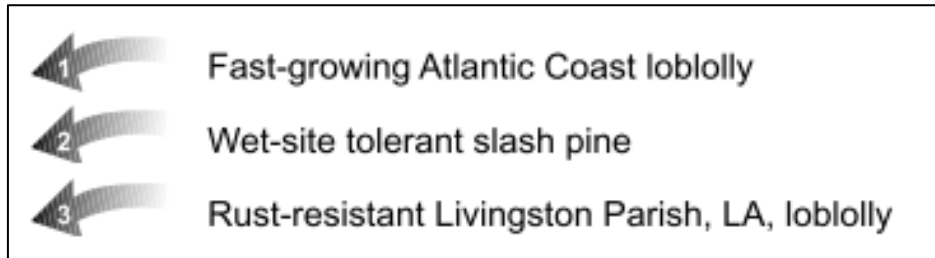 1 Fast-growing Atlantic Coast loblolly
2 Wet-site tolerant slash pine
3 Rust-resistant Livingston Parish, LA, loblolly